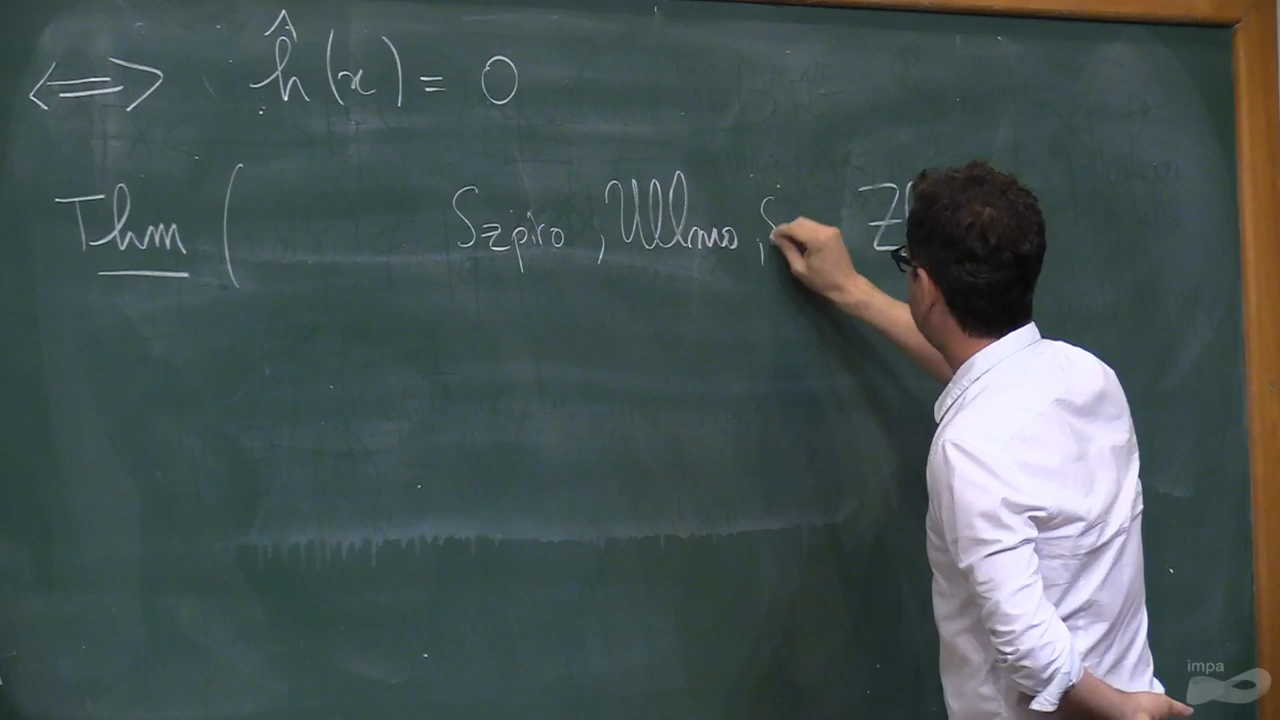 ⟺ ĥ(x) = 0
Thm ( Szpiro, Ullmo, S Z
impa